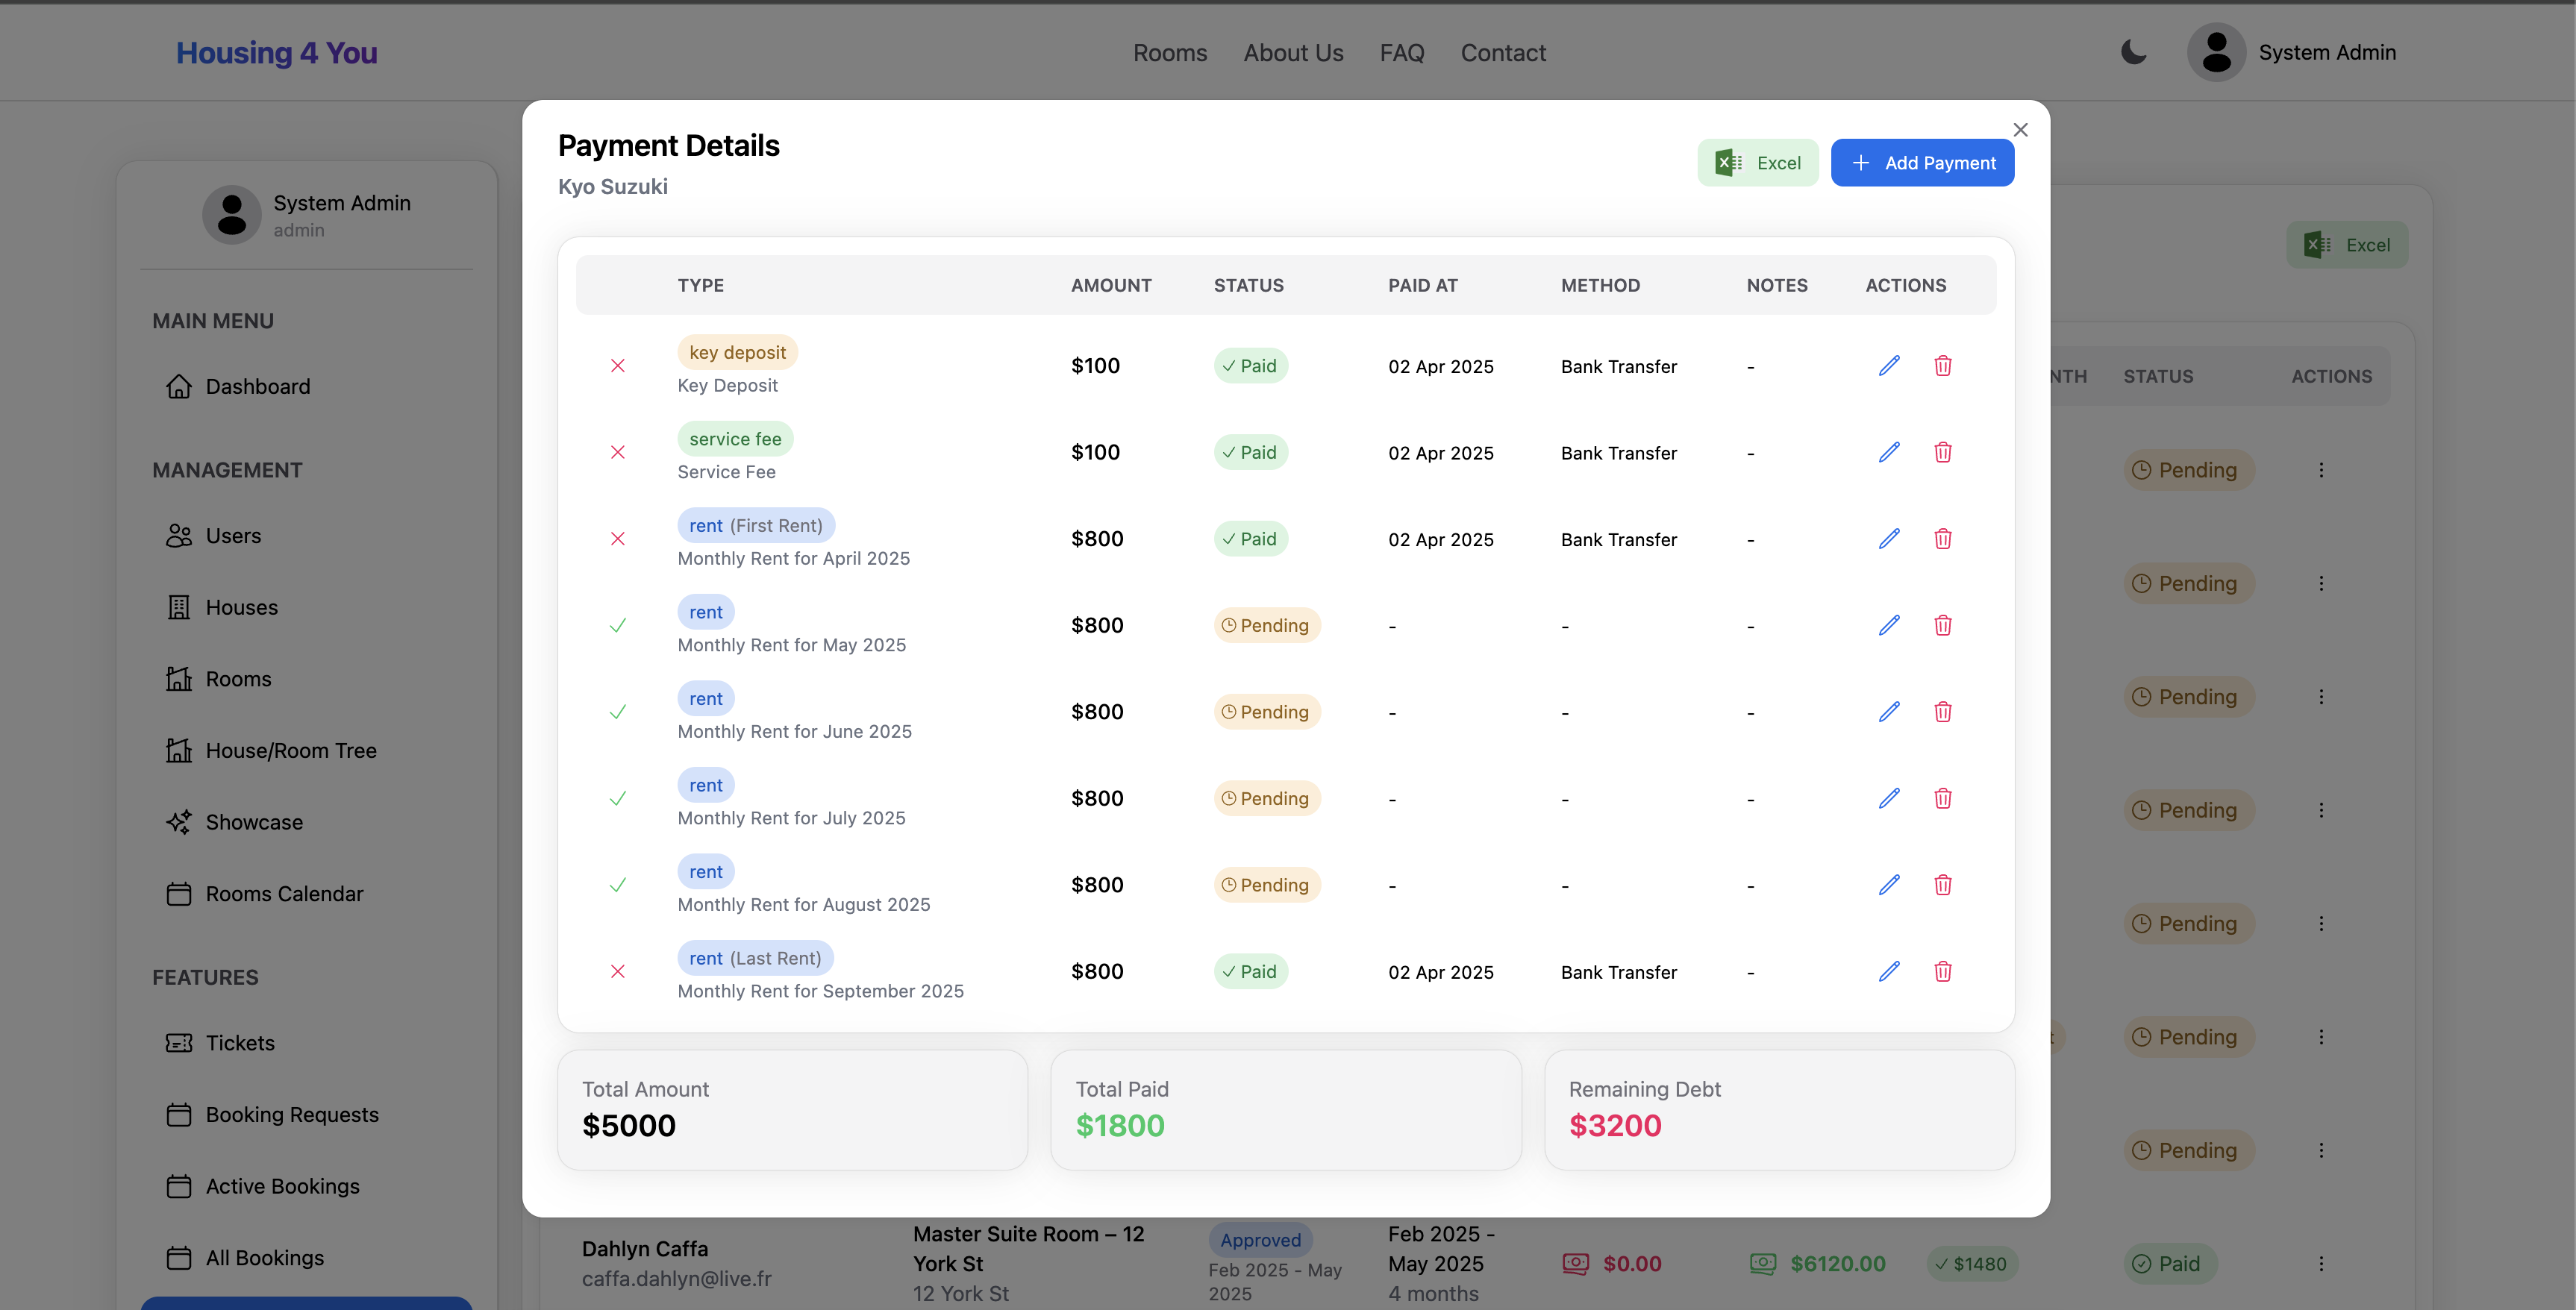 Housing 4 You
Rooms About Us FAQ Contact
System Admin
System Admin
admin
MAIN MENU
Dashboard
MANAGEMENT
Users
Houses
Rooms
House/Room Tree
Showcase
Rooms Calendar
FEATURES
Tickets
Booking Requests
Active Bookings
All Bookings
Payment Details
Kyo Suzuki
Excel
Add Payment
TYPE AMOUNT STATUS PAID AT METHOD NOTES ACTIONS
key deposit
Key Deposit
$100 Paid 02 Apr 2025 Bank Transfer -
service fee
Service Fee
$100 Paid 02 Apr 2025 Bank Transfer -
rent (First Rent)
Monthly Rent for April 2025
$800 Paid 02 Apr 2025 Bank Transfer -
rent
Monthly Rent for May 2025
$800 Pending - - -
rent
Monthly Rent for June 2025
$800 Pending - - -
rent
Monthly Rent for July 2025
$800 Pending - - -
rent
Monthly Rent for August 2025
$800 Pending - - -
rent (Last Rent)
Monthly Rent for September 2025
$800 Paid 02 Apr 2025 Bank Transfer -
Total Amount
$5000
Total Paid
$1800
Remaining Debt
$3200
Excel
STATUS ACTIONS
Pending
Pending
Pending
Pending
Pending
Pending
Pending
Dahlyn Caffa
caffa.dahlyn@live.fr
Master Suite Room – 12
York St
12 York St
Approved
Feb 2025 - May
2025
Feb 2025 -
May 2025
4 months
$0.00
$6120.00
$1480
Paid